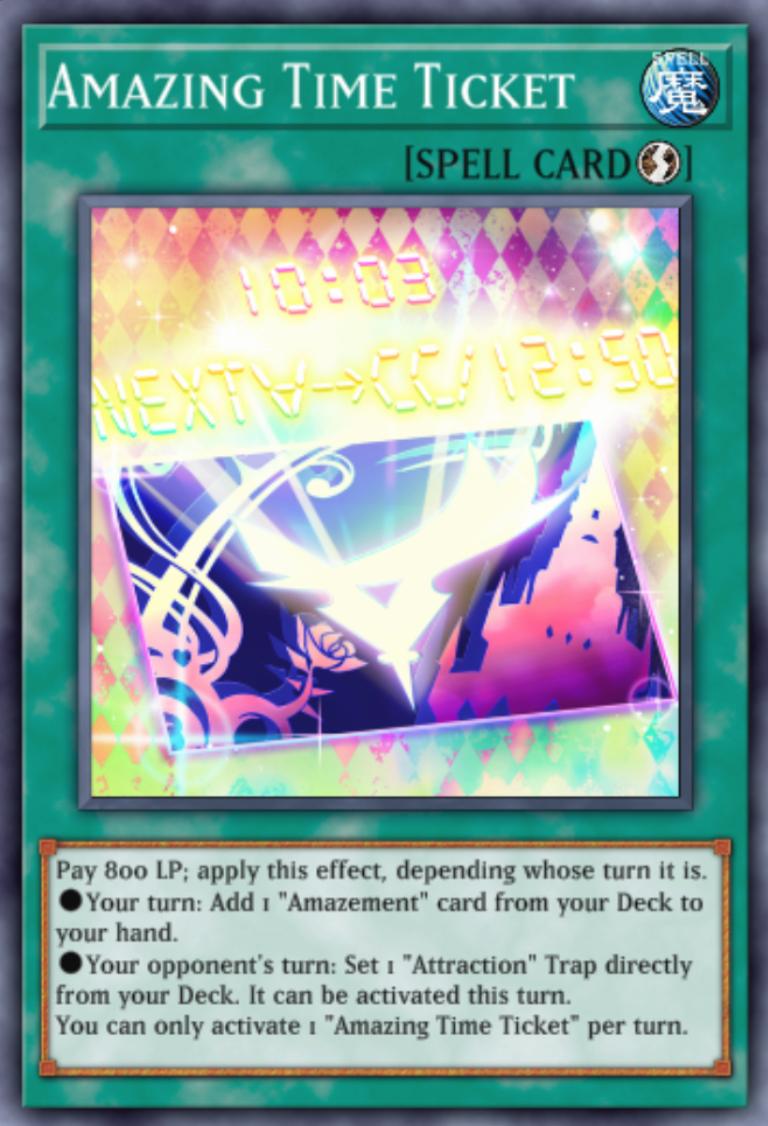 AMAZING TIME TICKET
SPELL
魔
[SPELL CARD]
10:03
NEXT∀→CC/12:50
Pay 800 LP; apply this effect, depending whose turn it is.
●Your turn: Add 1 "Amazement" card from your Deck to
your hand.
●Your opponent's turn: Set 1 "Attraction" Trap directly
from your Deck. It can be activated this turn.
You can only activate 1 "Amazing Time Ticket" per turn.